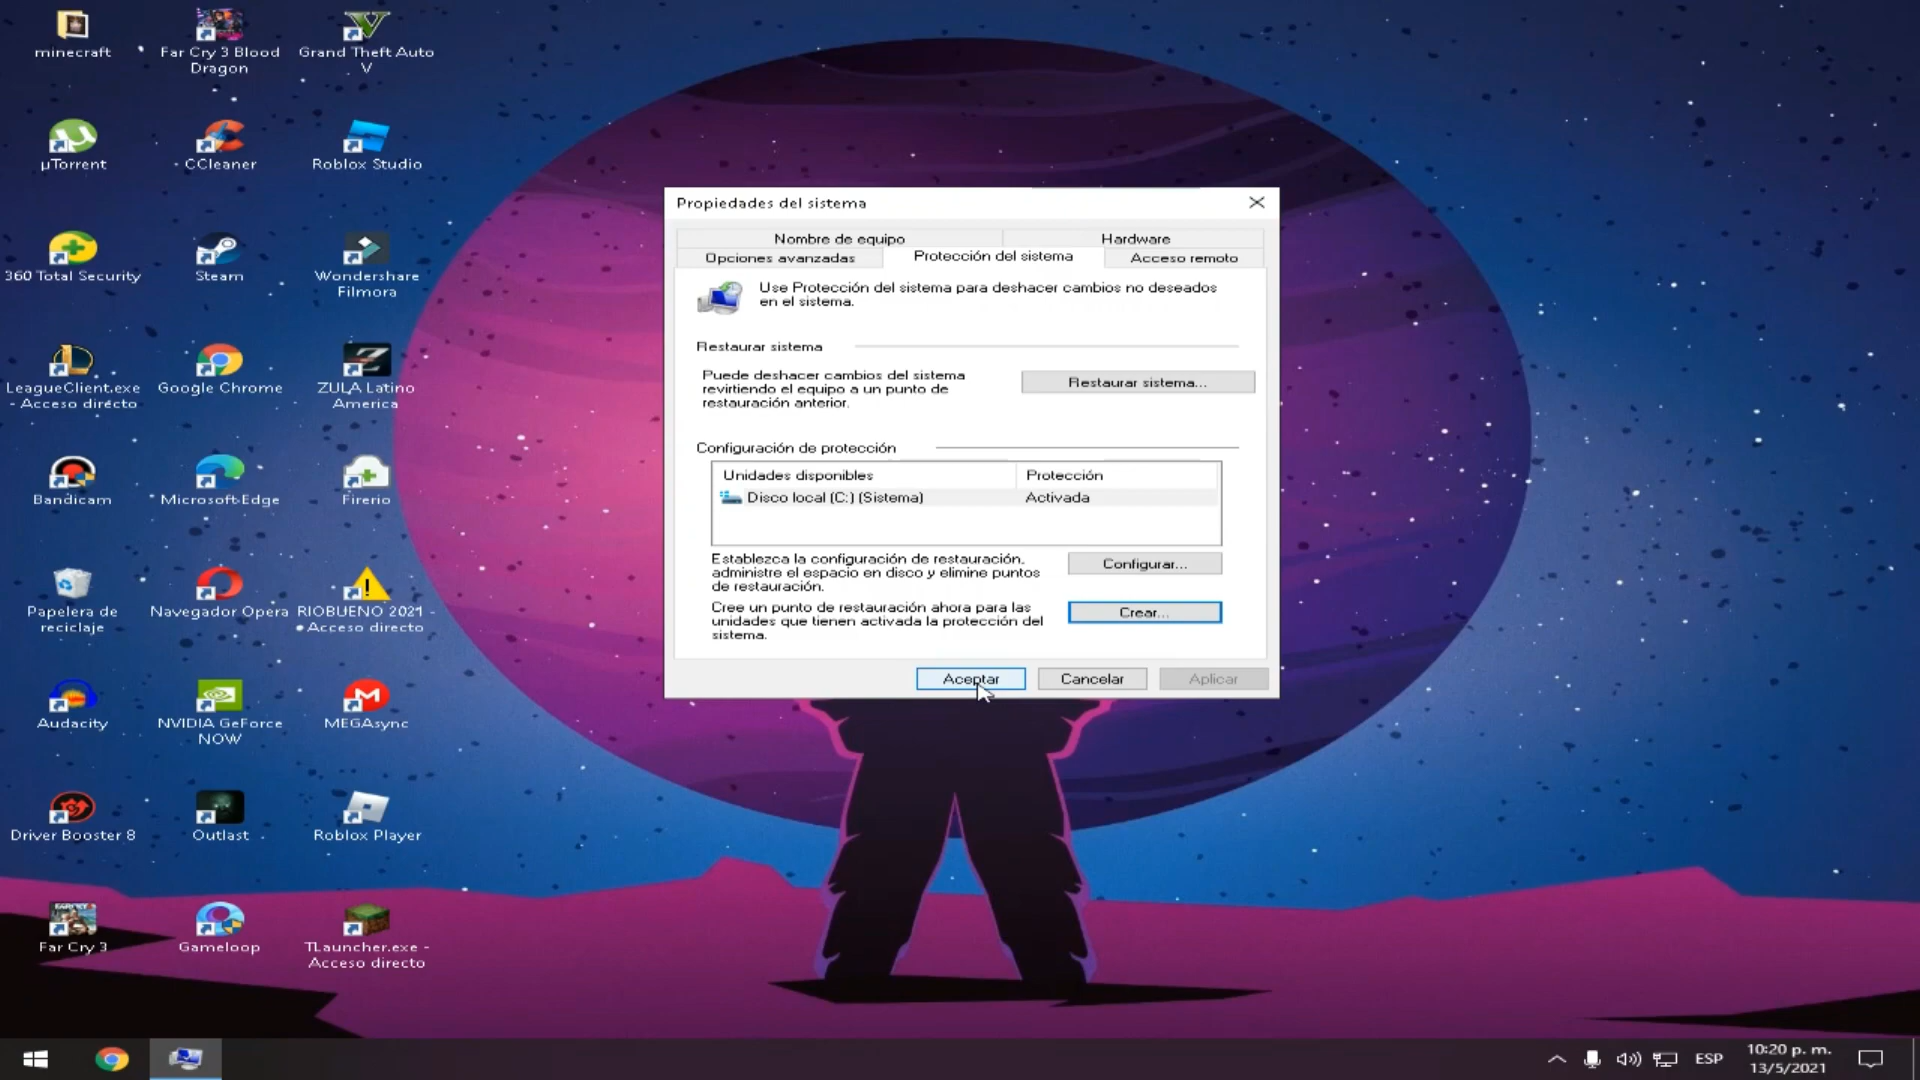 minecraft
Far Cry 3 Blood
Dragon
Grand Theft Auto
V
µTorrent
CCleaner
Roblox Studio
360 Total Security
Steam
Wondershare
Filmora
LeagueClient.exe
- Acceso directo
Google Chrome
ZULA Latino
America
Bandicam
Microsoft Edge
Firerio
Papelera de
reciclaje
Navegador Opera
RIOBUENO 2021 -
Acceso directo
Audacity
NVIDIA GeForce
NOW
MEGAsync
Driver Booster 8
Outlast
Roblox Player
Far Cry 3
Gameloop
TLauncher.exe -
Acceso directo
Propiedades del sistema
Nombre de equipo
Hardware
Opciones avanzadas
Protección del sistema
Acceso remoto
Use Protección del sistema para deshacer cambios no deseados
en el sistema.
Restaurar sistema
Puede deshacer cambios del sistema
revirtiendo el equipo a un punto de
restauración anterior.
Restaurar sistema...
Configuración de protección
Unidades disponibles
Protección
Disco local (C:) (Sistema)
Activada
Establezca la configuración de restauración,
administre el espacio en disco y elimine puntos
de restauración.
Configurar...
Cree un punto de restauración ahora para las
unidades que tienen activada la protección del
sistema.
Crear...
Aceptar
Cancelar
Aplicar
ESP
10:20 p. m.
13/5/2021